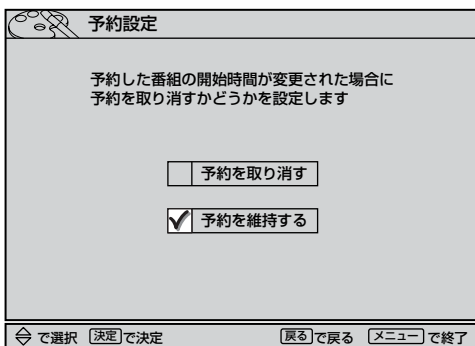 予約設定
予約した番組の開始時間が変更された場合に
予約を取り消すかどうかを設定します
予約を取り消す
予約を維持する
で選択 決定で決定 戻るで戻る メニューで終了